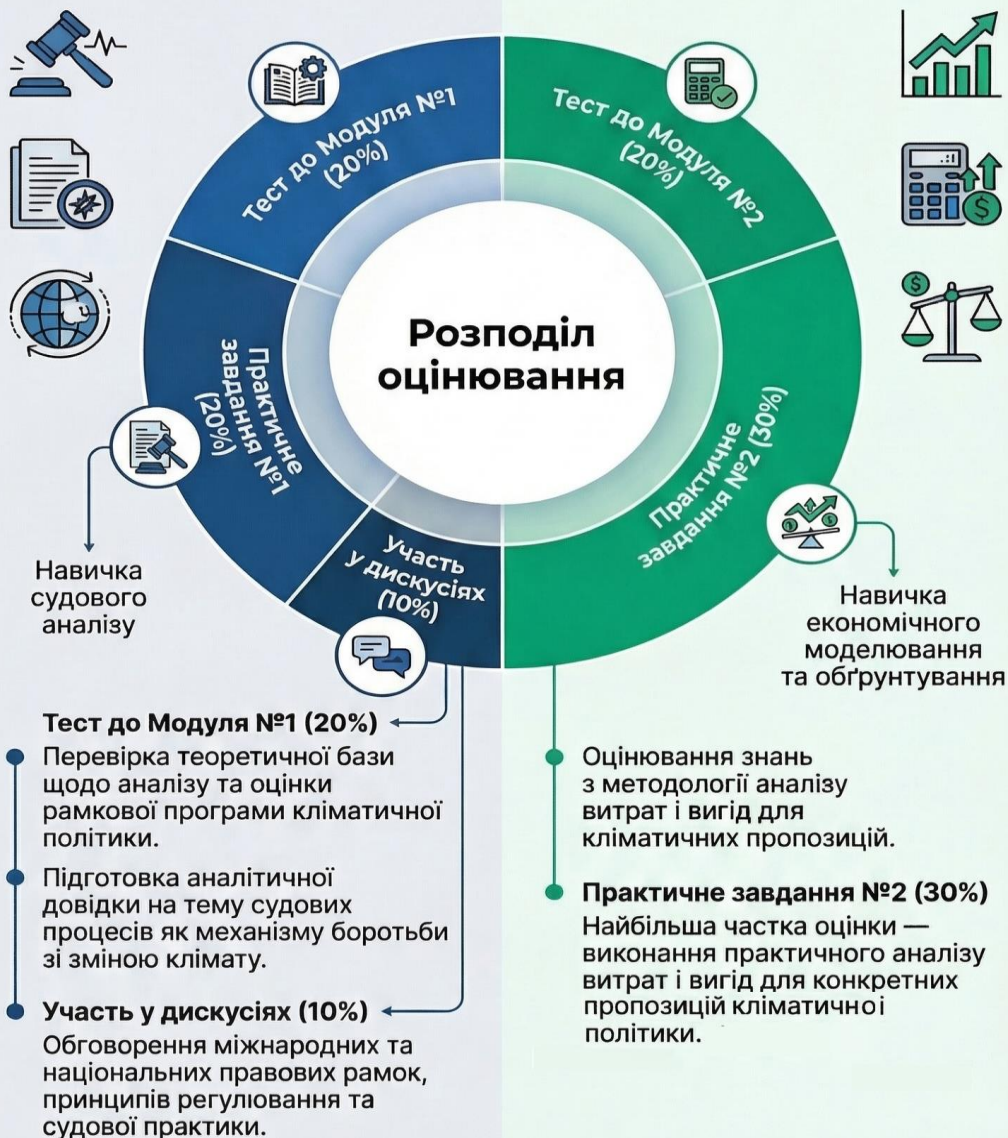 Тест до Модуля №1
(20%)
Тест до Модуля №2
(20%)
Розподіл
оцінювання
Практичне
завдання №1
(20%)
Практичне
завдання №2 (30%)
Участь
у дискусіях
(10%)
Навичка
судового
аналізу
Навичка
економічного
моделювання
та обґрунтування
Тест до Модуля №1 (20%)
Перевірка теоретичної бази
щодо аналізу та оцінки
рамкової програми кліматичної
політики.
Підготовка аналітичної
довідки на тему судових
процесів як механізму боротьби
зі зміною клімату.
Участь у дискусіях (10%)
Обговорення міжнародних та
національних правових рамок,
принципів регулювання та
судової практики.
Оцінювання знань
з методології аналізу
витрат і вигід для
кліматичних пропозицій.
Практичне завдання №2 (30%)
Найбільша частка оцінки —
виконання практичного аналізу
витрат і вигід для конкретних
пропозицій кліматичної
політики.